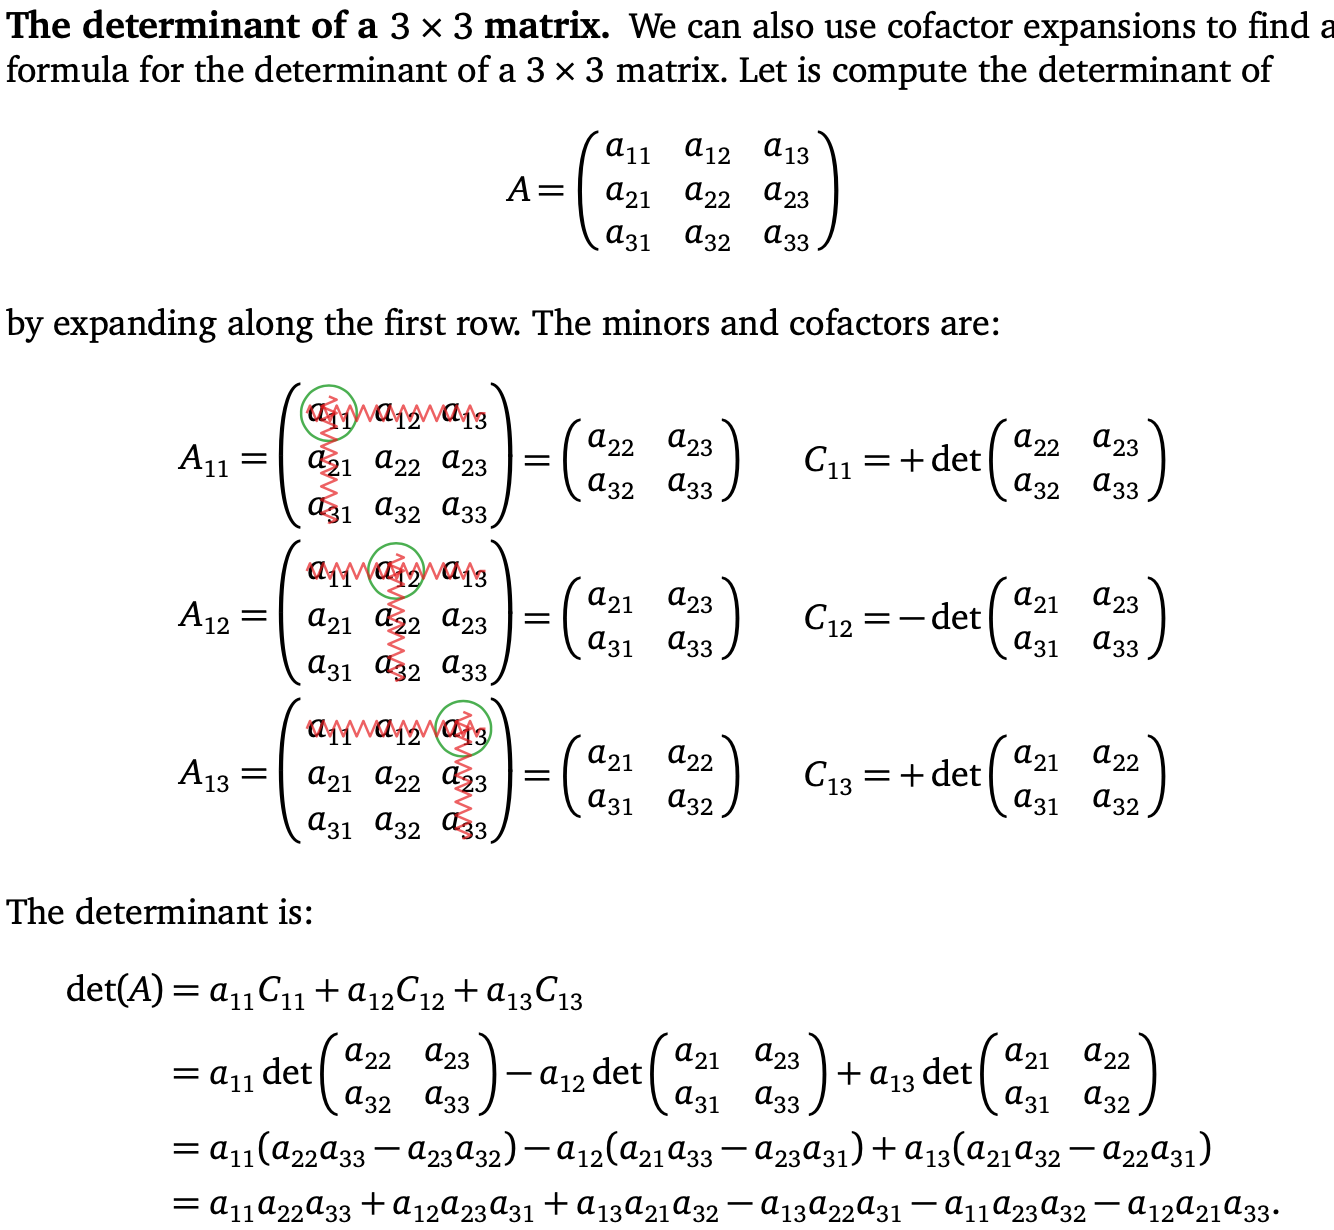 The determinant of a 3 × 3 matrix. We can also use cofactor expansions to find a
formula for the determinant of a 3 × 3 matrix. Let is compute the determinant of
A = \begin{pmatrix} a_{11} & a_{12} & a_{13} \\ a_{21} & a_{22} & a_{23} \\ a_{31} & a_{32} & a_{33} \end{pmatrix}
by expanding along the first row. The minors and cofactors are:
A_{11} = \begin{pmatrix} a_{11} & a_{12} & a_{13} \\ a_{21} & a_{22} & a_{23} \\ a_{31} & a_{32} & a_{33} \end{pmatrix} = \begin{pmatrix} a_{22} & a_{23} \\ a_{32} & a_{33} \end{pmatrix} C_{11} = + det \begin{pmatrix} a_{22} & a_{23} \\ a_{32} & a_{33} \end{pmatrix}
A_{12} = \begin{pmatrix} a_{11} & a_{12} & a_{13} \\ a_{21} & a_{22} & a_{23} \\ a_{31} & a_{32} & a_{33} \end{pmatrix} = \begin{pmatrix} a_{21} & a_{23} \\ a_{31} & a_{33} \end{pmatrix} C_{12} = − det \begin{pmatrix} a_{21} & a_{23} \\ a_{31} & a_{33} \end{pmatrix}
A_{13} = \begin{pmatrix} a_{11} & a_{12} & a_{13} \\ a_{21} & a_{22} & a_{23} \\ a_{31} & a_{32} & a_{33} \end{pmatrix} = \begin{pmatrix} a_{21} & a_{22} \\ a_{31} & a_{32} \end{pmatrix} C_{13} = + det \begin{pmatrix} a_{21} & a_{22} \\ a_{31} & a_{32} \end{pmatrix}
The determinant is:
det(A) = a_{11}C_{11} + a_{12}C_{12} + a_{13}C_{13}
= a_{11} det \begin{pmatrix} a_{22} & a_{23} \\ a_{32} & a_{33} \end{pmatrix} − a_{12} det \begin{pmatrix} a_{21} & a_{23} \\ a_{31} & a_{33} \end{pmatrix} + a_{13} det \begin{pmatrix} a_{21} & a_{22} \\ a_{31} & a_{32} \end{pmatrix}
= a_{11}(a_{22}a_{33} − a_{23}a_{32}) − a_{12}(a_{21}a_{33} − a_{23}a_{31}) + a_{13}(a_{21}a_{32} − a_{22}a_{31})
= a_{11}a_{22}a_{33} + a_{12}a_{23}a_{31} + a_{13}a_{21}a_{32} − a_{13}a_{22}a_{31} − a_{11}a_{23}a_{32} − a_{12}a_{21}a_{33}.